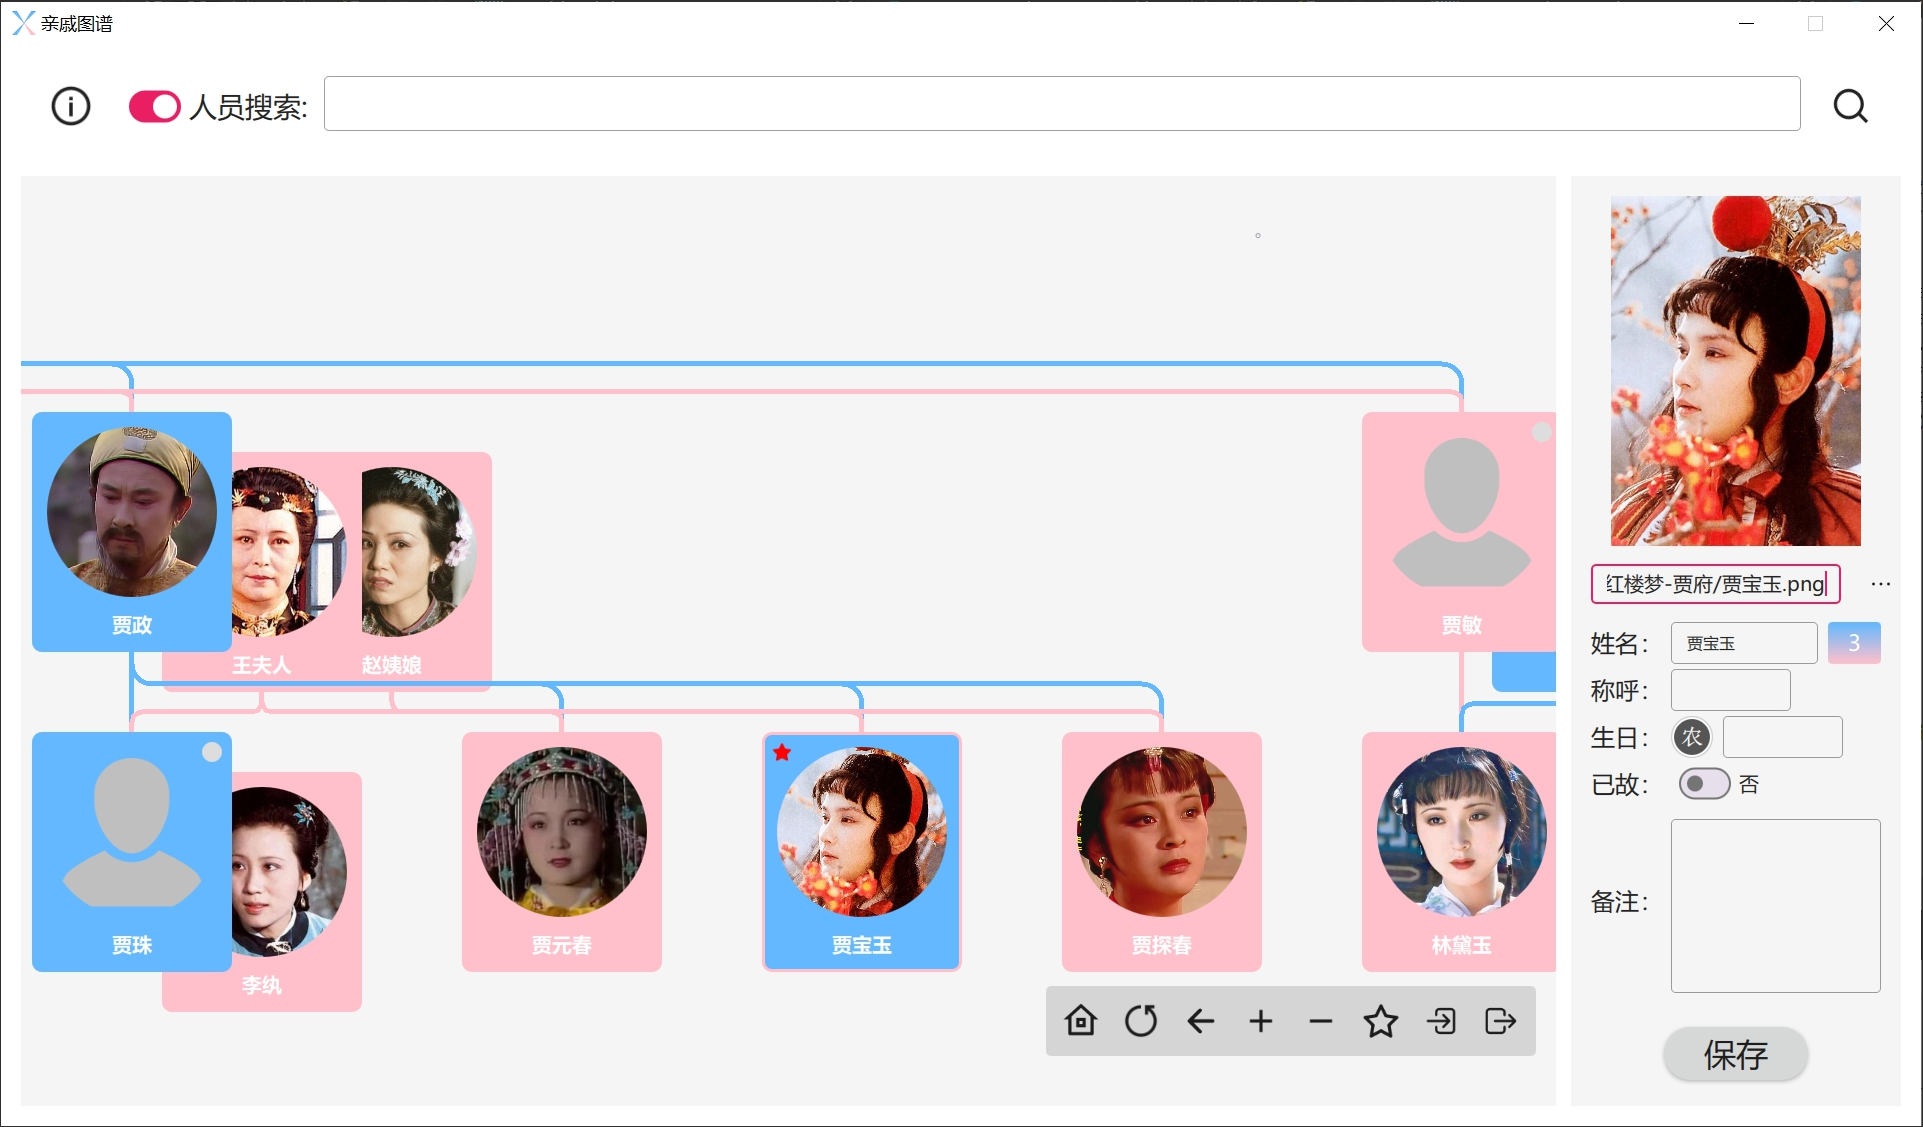 亲戚图谱
人员搜索:
贾政
王夫人
赵姨娘
贾敏
贾珠
李纨
贾元春
贾宝玉
贾探春
林黛玉
红楼梦-贾府/贾宝玉.png
...
姓名：
贾宝玉
3
称呼：
生日：
农
已故：
否
备注：
保存